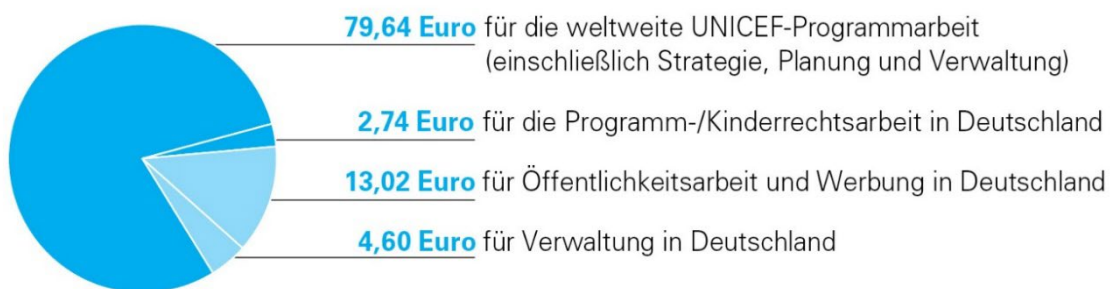 79,64 Euro für die weltweite UNICEF-Programmarbeit
(einschließlich Strategie, Planung und Verwaltung)
2,74 Euro für die Programm-/Kinderrechtsarbeit in Deutschland
13,02 Euro für Öffentlichkeitsarbeit und Werbung in Deutschland
4,60 Euro für Verwaltung in Deutschland